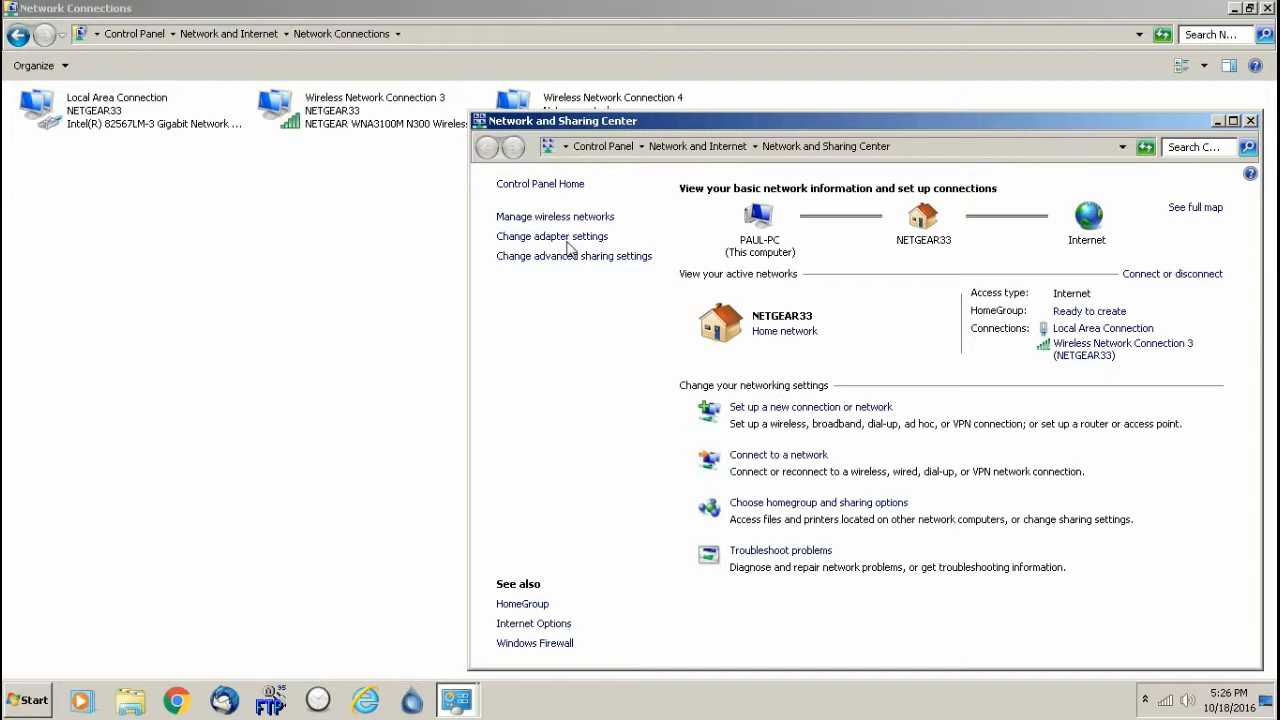 Network Connections
Control Panel Network and Internet Network Connections
Search N...
Organize
Local Area Connection
NETGEAR33
Intel(R) 82567LM-3 Gigabit Network ...
Wireless Network Connection 3
NETGEAR33
NETGEAR WNA3100M N300 Wireless
Wireless Network Connection 4
Network and Sharing Center
Control Panel Network and Internet Network and Sharing Center
Search C...
Control Panel Home
Manage wireless networks
Change adapter settings
Change advanced sharing settings
View your basic network information and set up connections
See full map
PAUL-PC
(This computer)
NETGEAR33
Internet
View your active networks
Connect or disconnect
NETGEAR33
Home network
Access type: Internet
HomeGroup: Ready to create
Connections: Local Area Connection
Wireless Network Connection 3
(NETGEAR33)
Change your networking settings
Set up a new connection or network
Set up a wireless, broadband, dial-up, ad hoc, or VPN connection; or set up a router or access point.
Connect to a network
Connect or reconnect to a wireless, wired, dial-up, or VPN network connection.
Choose homegroup and sharing options
Access files and printers located on other network computers, or change sharing settings.
Troubleshoot problems
Diagnose and repair network problems, or get troubleshooting information.
See also
HomeGroup
Internet Options
Windows Firewall
Start
FTP
5:26 PM
10/18/2016